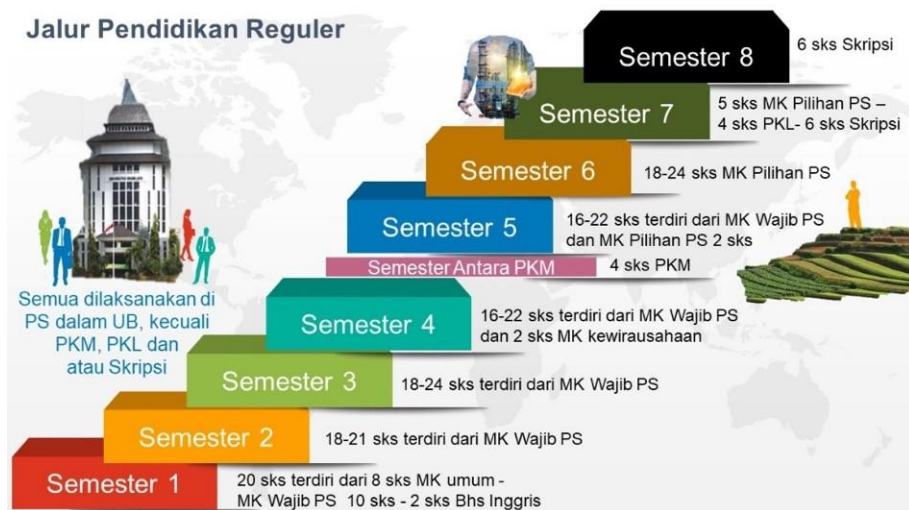 Jalur Pendidikan Reguler
Semester 8
6 sks Skripsi
Semester 7
5 sks MK Pilihan PS –
4 sks PKL- 6 sks Skripsi
Semester 6
18-24 sks MK Pilihan PS
Semester 5
16-22 sks terdiri dari MK Wajib PS
dan MK Pilihan PS 2 sks
Semester Antara PKM
4 sks PKM
Semua dilaksanakan di
PS dalam UB, kecuali
PKM, PKL dan
atau Skripsi
Semester 4
16-22 sks terdiri dari MK Wajib PS
dan 2 sks MK kewirausahaan
Semester 3
18-24 sks terdiri dari MK Wajib PS
Semester 2
18-21 sks terdiri dari MK Wajib PS
Semester 1
20 sks terdiri dari 8 sks MK umum -
MK Wajib PS 10 sks - 2 sks Bhs Inggris